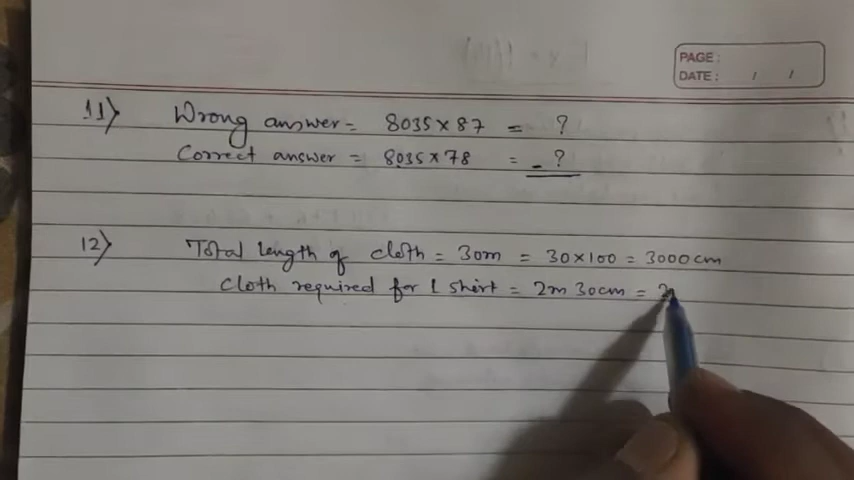 PAGE :
DATE : / /
11) Wrong answer = 8035 × 87 = ?
Correct answer = 8035 × 78 = - ?
12) Total length of cloth = 30m = 30 × 100 = 3000 cm
Cloth required for 1 shirt = 2m 30cm = 2